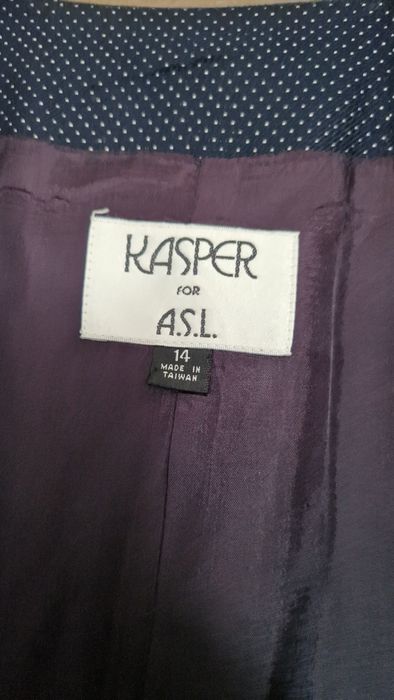 KASPER
FOR
A.S.L.
14
MADE IN
TAIWAN